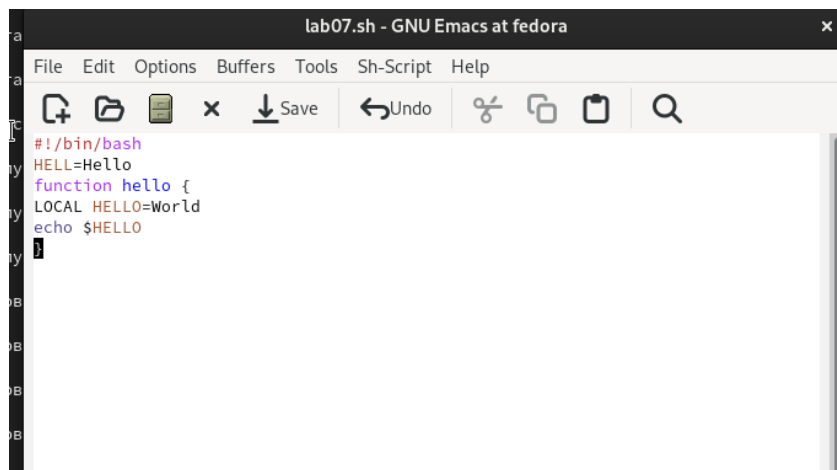 lab07.sh - GNU Emacs at fedora
File Edit Options Buffers Tools Sh-Script Help
Save Undo
#!/bin/bash
HELL=Hello
function hello {
LOCAL HELLO=World
echo $HELLO
}